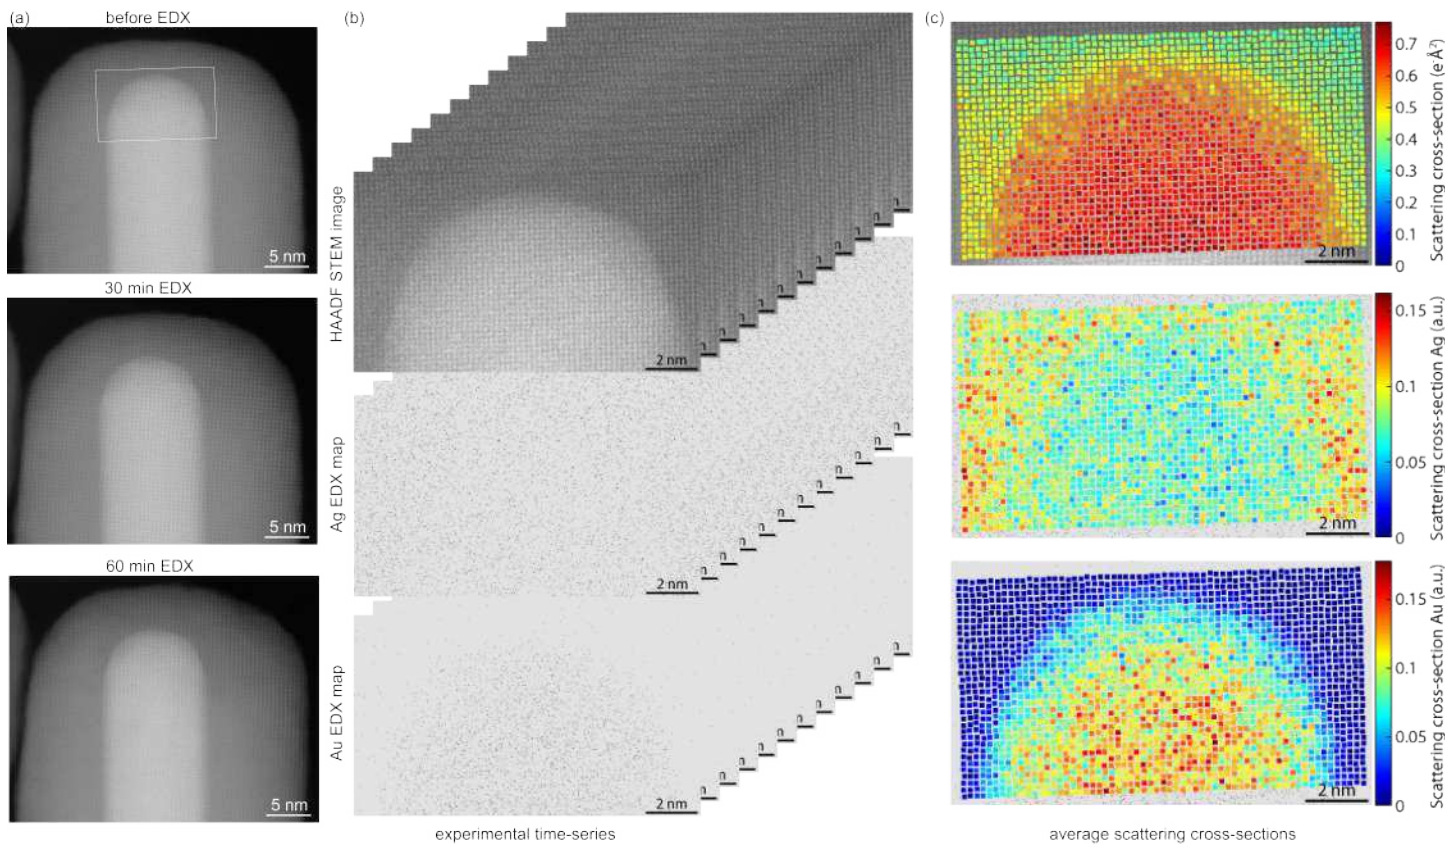 (a)
before EDX
5 nm
30 min EDX
5 nm
60 min EDX
5 nm
(b)
HAADF STEM image
2 nm
n
n
n
n
n
n
n
n
n
n
n
Ag EDX map
2 nm
n
n
n
n
n
n
n
n
n
n
n
Au EDX map
2 nm
n
n
n
n
n
n
n
n
n
n
n
experimental time-series
(c)
2 nm
0.7
0.6
0.5
0.4
0.3
0.2
0.1
0
Scattering cross-section (e·Å²)
2 nm
0.15
0.1
0.05
0
Scattering cross-section Ag (a.u.)
2 nm
0.15
0.1
0.05
0
Scattering cross-section Au (a.u.)
average scattering cross-sections